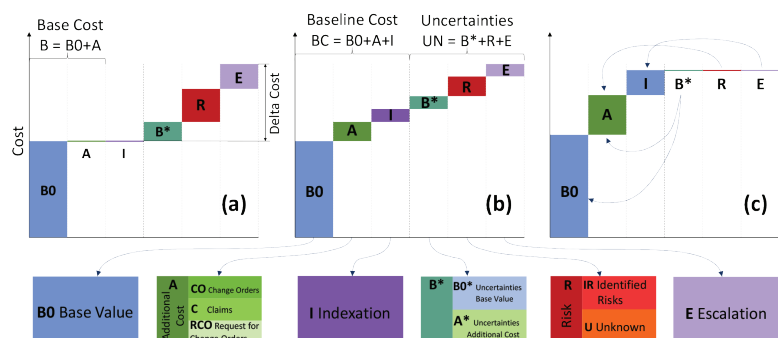 Base Cost
B = B0+A
Baseline Cost
BC = B0+A+I
Uncertainties
UN = B*+R+E
Cost
B0
A
I
B*
R
E
Delta Cost
(a)
B0
A
I
B*
R
E
(b)
B0
A
I
B*
R
E
(c)
B0 Base Value
A
Additional
Cost
CO Change Orders
C Claims
RCO Request for
Change Orders
I Indexation
B*
B0* Uncertainties
Base Value
A* Uncertainties
Additional Cost
R
Risk
IR Identified
Risks
U Unknown
E Escalation